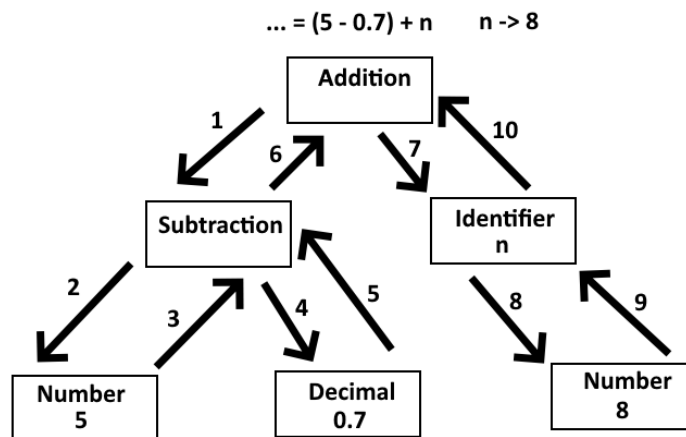 ... = (5 - 0.7) + n n -> 8
Addition
1
6
7
10
Subtraction
Identifier
n
2
3
4
5
8
9
Number
5
Decimal
0.7
Number
8